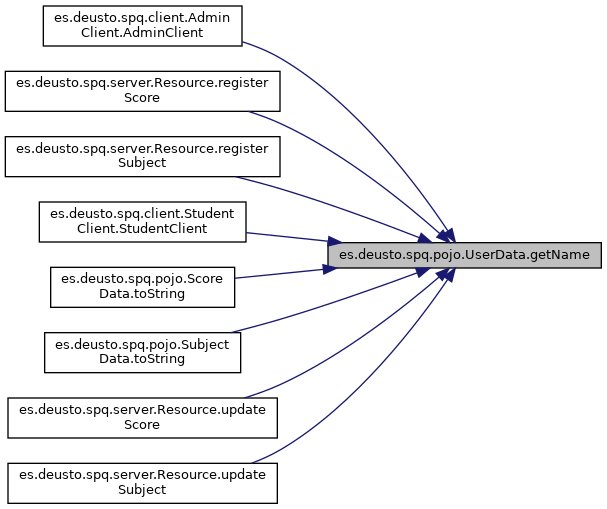 es.deusto.spq.client.Admin
Client.AdminClient
es.deusto.spq.server.Resource.register
Score
es.deusto.spq.server.Resource.register
Subject
es.deusto.spq.client.Student
Client.StudentClient
es.deusto.spq.pojo.UserData.getName
es.deusto.spq.pojo.Score
Data.toString
es.deusto.spq.pojo.Subject
Data.toString
es.deusto.spq.server.Resource.update
Score
es.deusto.spq.server.Resource.update
Subject